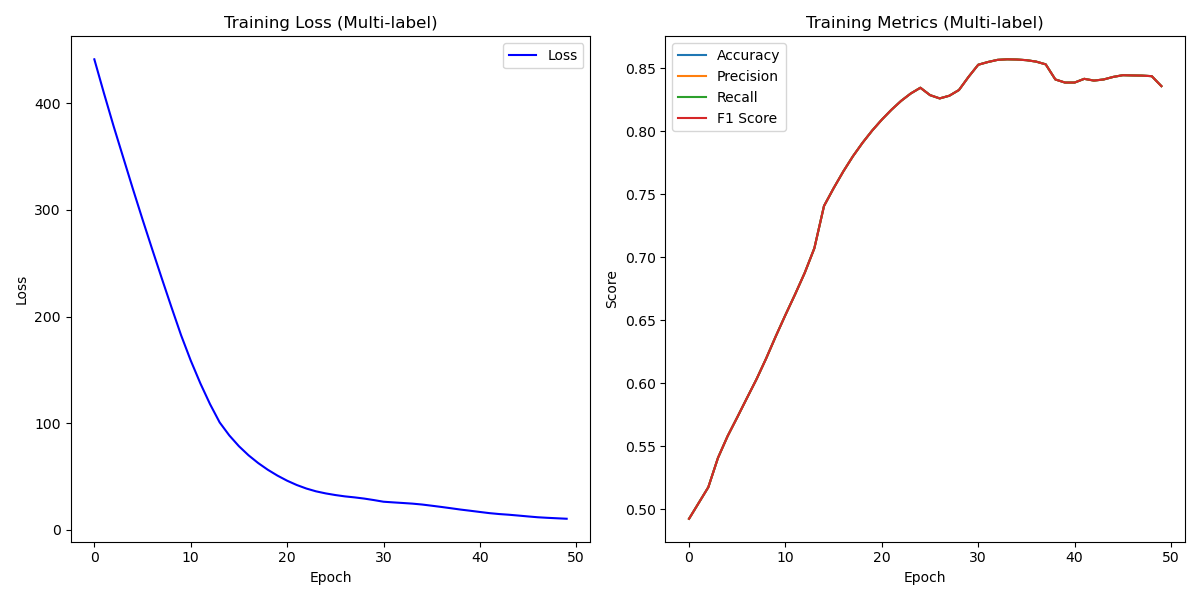 Training Loss (Multi-label)
Loss
400
300
200
100
0
Loss
0 10 20 30 40 50
Epoch
Training Metrics (Multi-label)
Accuracy
Precision
Recall
F1 Score
0.85
0.80
0.75
0.70
0.65
0.60
0.55
0.50
Score
0 10 20 30 40 50
Epoch